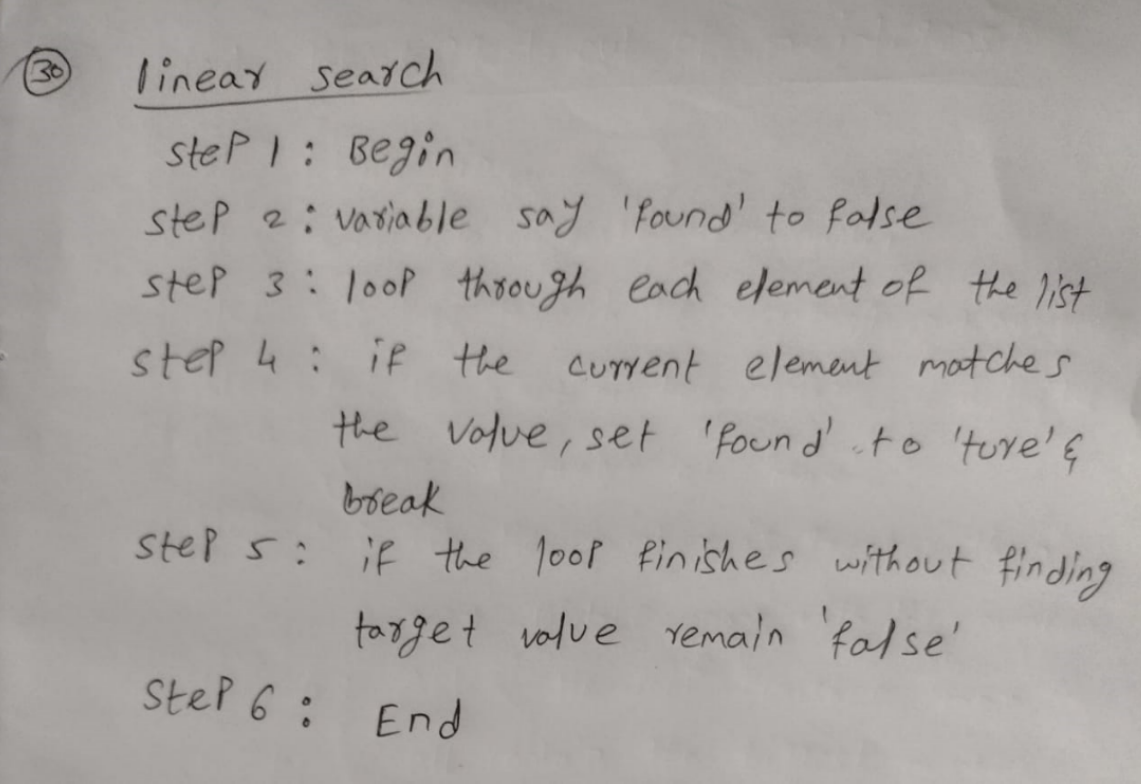 30 linear search
step 1 : Begin
step 2 : variable say 'found' to false
step 3 : loop through each element of the list
step 4 : if the current element matches
the value, set 'found' to 'ture' &
break
step 5 : if the loop finishes without finding
target value remain 'false'
step 6 : End